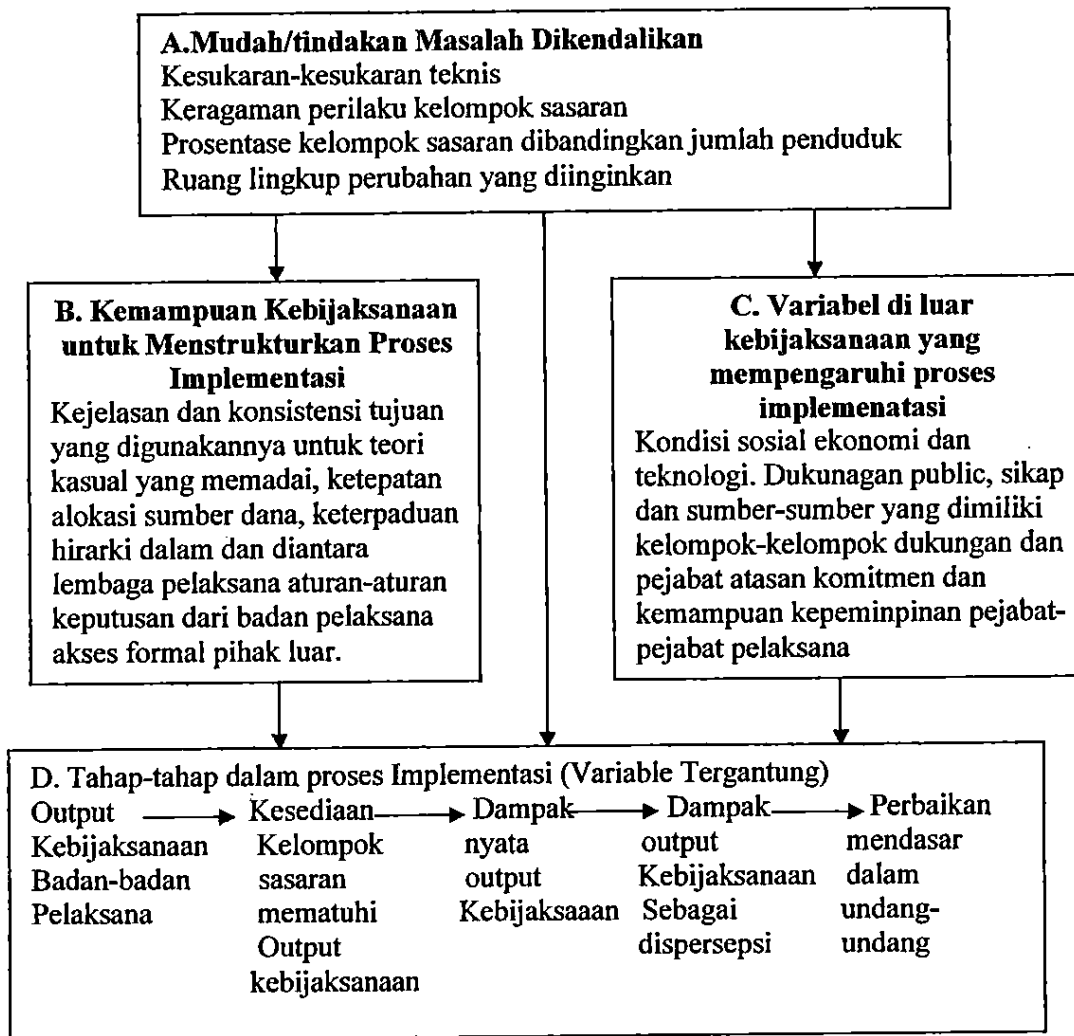 A.Mudah/tindakan Masalah Dikendalikan
Kesukaran-kesukaran teknis
Keragaman perilaku kelompok sasaran
Prosentase kelompok sasaran dibandingkan jumlah penduduk
Ruang lingkup perubahan yang diinginkan
B. Kemampuan Kebijaksanaan
untuk Menstrukturkan Proses
Implementasi
Kejelasan dan konsistensi tujuan
yang digunakannya untuk teori
kasual yang memadai, ketepatan
alokasi sumber dana, keterpaduan
hirarki dalam dan diantara
lembaga pelaksana aturan-aturan
keputusan dari badan pelaksana
akses formal pihak luar.
C. Variabel di luar
kebijaksanaan yang
mempengaruhi proses
implemenatasi
Kondisi sosial ekonomi dan
teknologi. Dukunagan public, sikap
dan sumber-sumber yang dimiliki
kelompok-kelompok dukungan dan
pejabat atasan komitmen dan
kemampuan kepeminpinan pejabat-
pejabat pelaksana
D. Tahap-tahap dalam proses Implementasi (Variable Tergantung)
Output
Kebijaksanaan
Badan-badan
Pelaksana
Kesediaan
Kelompok
sasaran
mematuhi
Output
kebijaksanaan
Dampak
nyata
output
Kebijaksaaan
Dampak
output
Kebijaksanaan
Sebagai
dispersepsi
Perbaikan
mendasar
dalam
undang-
undang